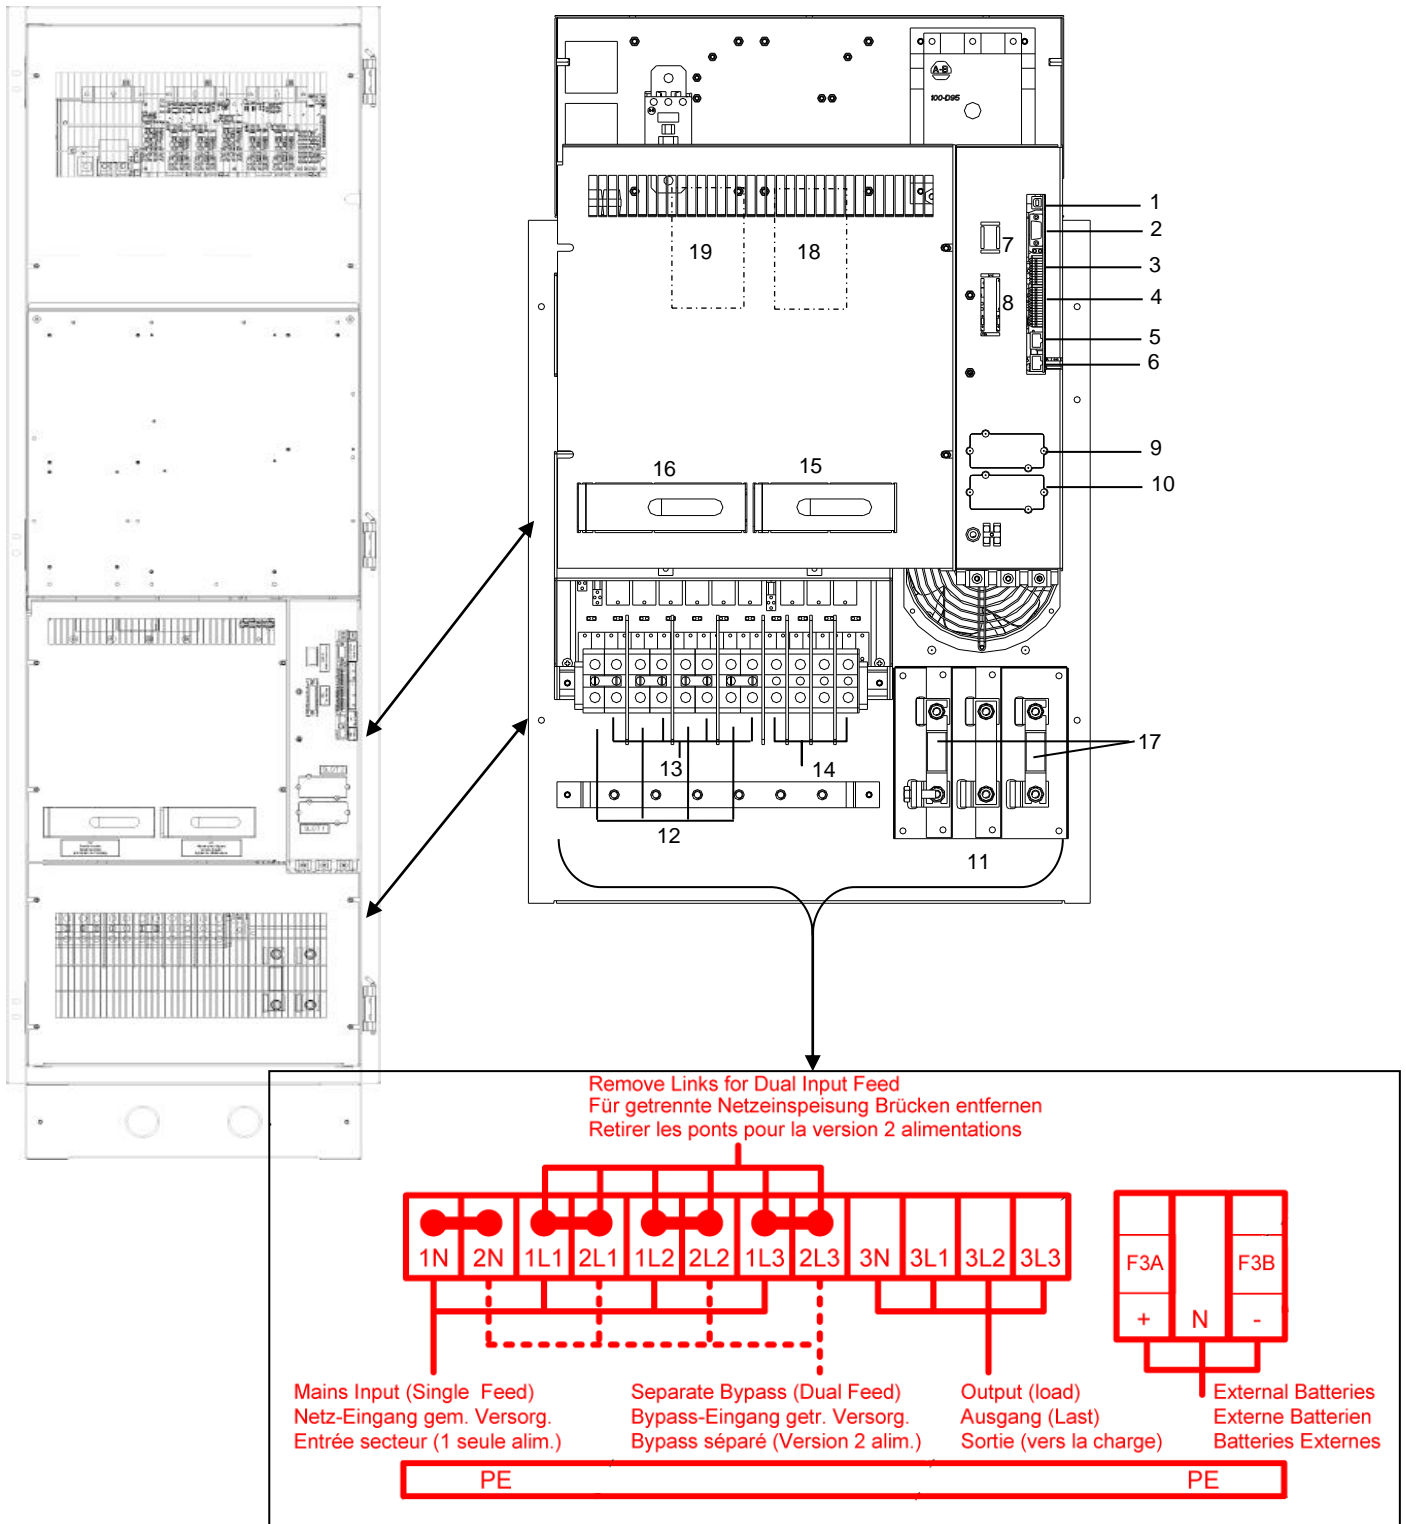 A-B
100-D95
1
2
7
3
19
18
4
8
5
6
9
16
15
10
17
13
14
12
11
SLOT 2
SLOT 1
Remove Links for Dual Input Feed
Für getrennte Netzeinspeisung Brücken entfernen
Retirer les ponts pour la version 2 alimentations
1N 2N 1L1 2L1 1L2 2L2 1L3 2L3 3N 3L1 3L2 3L3
F3A F3B
+ N -
Mains Input (Single Feed)
Netz-Eingang gem. Versorg.
Entrée secteur (1 seule alim.)
Separate Bypass (Dual Feed)
Bypass-Eingang getr. Versorg.
Bypass séparé (Version 2 alim.)
Output (load)
Ausgang (Last)
Sortie (vers la charge)
External Batteries
Externe Batterien
Batteries Externes
PE PE